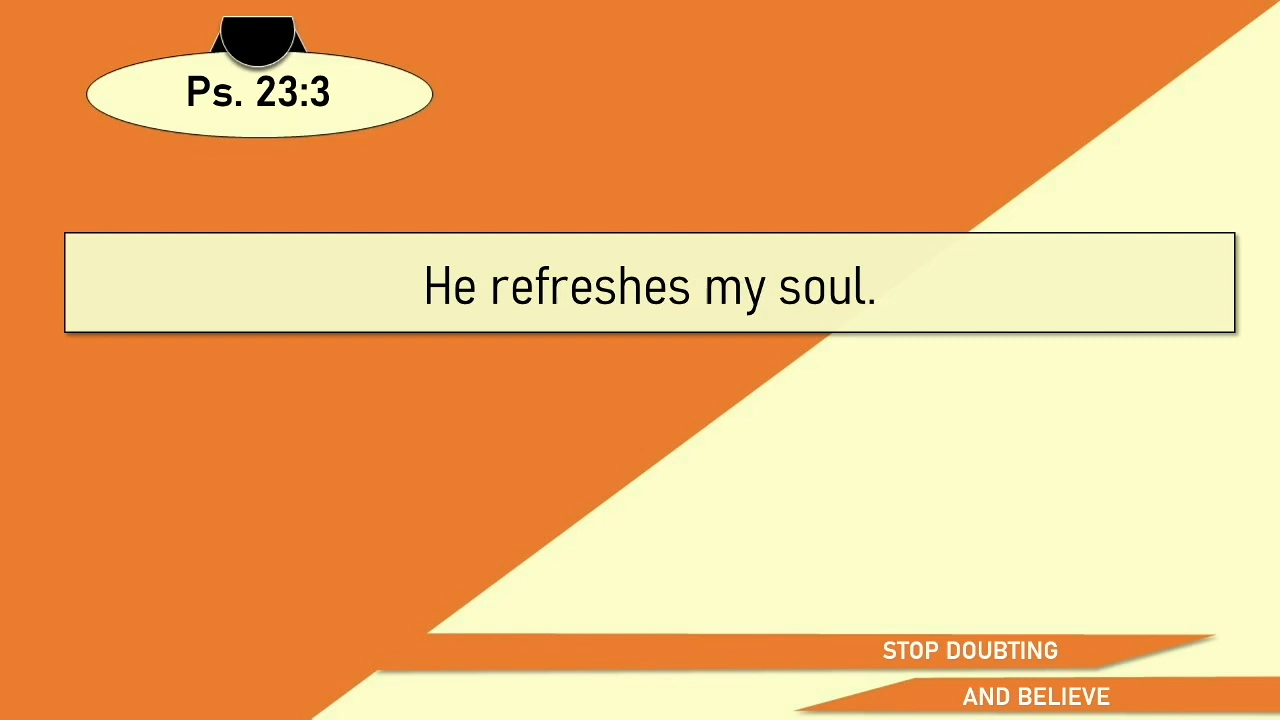 Ps. 23:3
He refreshes my soul.
STOP DOUBTING
AND BELIEVE